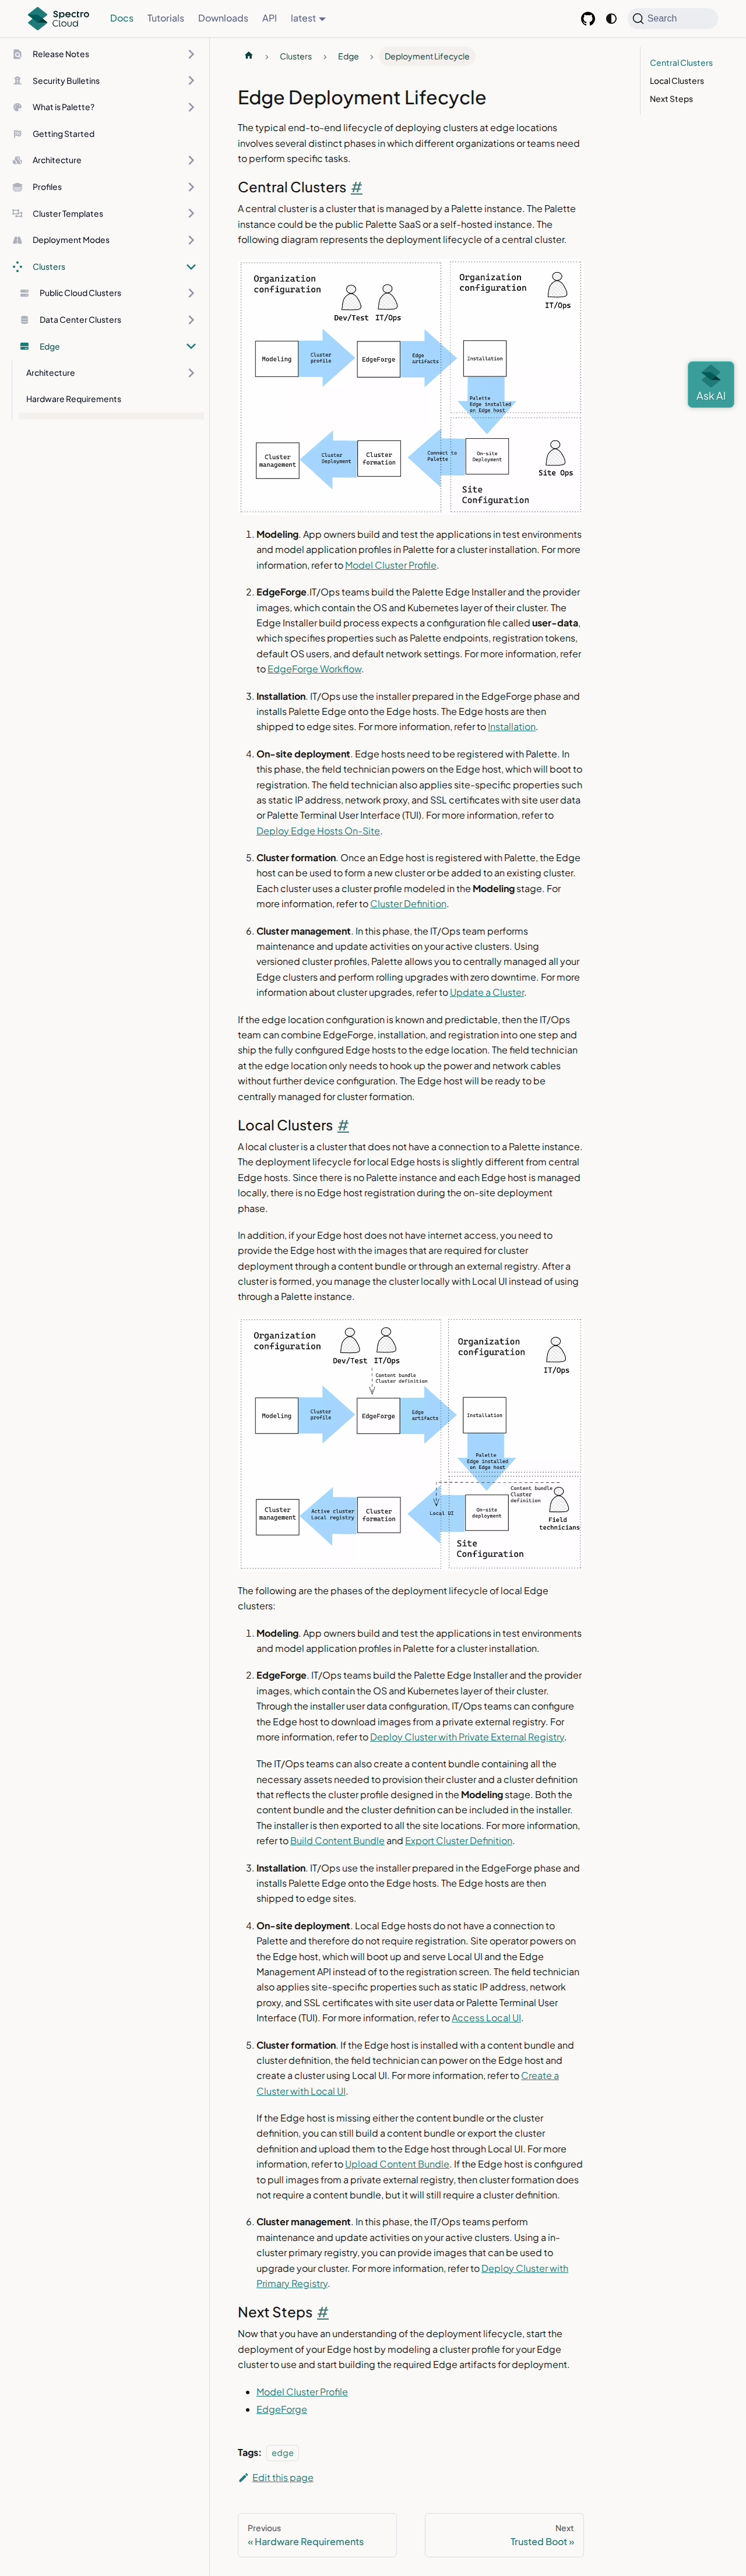 Spectro
Cloud
Docs
Tutorials
Downloads
API
latest
Search
Release Notes
Security Bulletins
What is Palette?
Getting Started
Architecture
Profiles
Cluster Templates
Deployment Modes
Clusters
Public Cloud Clusters
Data Center Clusters
Edge
Architecture
Hardware Requirements
Clusters
Edge
Deployment Lifecycle
Edge Deployment Lifecycle
The typical end-to-end lifecycle of deploying clusters at edge locations
involves several distinct phases in which different organizations or teams need
to perform specific tasks.
Central Clusters #
A central cluster is a cluster that is managed by a Palette instance. The Palette
instance could be the public Palette SaaS or a self-hosted instance. The
following diagram represents the deployment lifecycle of a central cluster.
Organization
configuration
Dev/Test
IT/Ops
Organization
configuration
IT/Ops
Modeling
Cluster
profile
EdgeForge
Edge
artifacts
Installation
Palette
Edge installed
on Edge host
Cluster
management
Cluster
Deployment
Cluster
formation
Connect to
Palette
On-site
Deployment
Site Ops
Site
Configuration
1. Modeling. App owners build and test the applications in test environments
and model application profiles in Palette for a cluster installation. For more
information, refer to Model Cluster Profile.
2. EdgeForge.IT/Ops teams build the Palette Edge Installer and the provider
images, which contain the OS and Kubernetes layer of their cluster. The
Edge Installer build process expects a configuration file called user-data,
which specifies properties such as Palette endpoints, registration tokens,
default OS users, and default network settings. For more information, refer
to EdgeForge Workflow.
3. Installation. IT/Ops use the installer prepared in the EdgeForge phase and
installs Palette Edge onto the Edge hosts. The Edge hosts are then
shipped to edge sites. For more information, refer to Installation.
4. On-site deployment. Edge hosts need to be registered with Palette. In
this phase, the field technician powers on the Edge host, which will boot to
registration. The field technician also applies site-specific properties such
as static IP address, network proxy, and SSL certificates with site user data
or Palette Terminal User Interface (TUI). For more information, refer to
Deploy Edge Hosts On-Site.
5. Cluster formation. Once an Edge host is registered with Palette, the Edge
host can be used to form a new cluster or be added to an existing cluster.
Each cluster uses a cluster profile modeled in the Modeling stage. For
more information, refer to Cluster Definition.
6. Cluster management. In this phase, the IT/Ops team performs
maintenance and update activities on your active clusters. Using
versioned cluster profiles, Palette allows you to centrally managed all your
Edge clusters and perform rolling upgrades with zero downtime. For more
information about cluster upgrades, refer to Update a Cluster.
If the edge location configuration is known and predictable, then the IT/Ops
team can combine EdgeForge, installation, and registration into one step and
ship the fully configured Edge hosts to the edge location. The field technician
at the edge location only needs to hook up the power and network cables
without further device configuration. The Edge host will be ready to be
centrally managed for cluster formation.
Local Clusters #
A local cluster is a cluster that does not have a connection to a Palette instance.
The deployment lifecycle for local Edge hosts is slightly different from central
Edge hosts. Since there is no Palette instance and each Edge host is managed
locally, there is no Edge host registration during the on-site deployment
phase.
In addition, if your Edge host does not have internet access, you need to
provide the Edge host with the images that are required for cluster
deployment through a content bundle or through an external registry. After a
cluster is formed, you manage the cluster locally with Local UI instead of using
through a Palette instance.
Organization
configuration
Dev/Test
IT/Ops
Content bundle
Cluster definition
Organization
configuration
IT/Ops
Modeling
Cluster
profile
EdgeForge
Edge
artifacts
Installation
Palette
Edge installed
on Edge host
Content bundle
Cluster
definition
Cluster
management
Active cluster
Local registry
Cluster
formation
Local UI
On-site
deployment
Field
technicians
Site
Configuration
The following are the phases of the deployment lifecycle of local Edge
clusters:
1. Modeling. App owners build and test the applications in test environments
and model application profiles in Palette for a cluster installation.
2. EdgeForge. IT/Ops teams build the Palette Edge Installer and the provider
images, which contain the OS and Kubernetes layer of their cluster.
Through the installer user data configuration, IT/Ops teams can configure
the Edge host to download images from a private external registry. For
more information, refer to Deploy Cluster with Private External Registry.
The IT/Ops teams can also create a content bundle containing all the
necessary assets needed to provision their cluster and a cluster definition
that reflects the cluster profile designed in the Modeling stage. Both the
content bundle and the cluster definition can be included in the installer.
The installer is then exported to all the site locations. For more information,
refer to Build Content Bundle and Export Cluster Definition.
3. Installation. IT/Ops use the installer prepared in the EdgeForge phase and
installs Palette Edge onto the Edge hosts. The Edge hosts are then
shipped to edge sites.
4. On-site deployment. Local Edge hosts do not have a connection to
Palette and therefore do not require registration. Site operator powers on
the Edge host, which will boot up and serve Local UI and the Edge
Management API instead of to the registration screen. The field technician
also applies site-specific properties such as static IP address, network
proxy, and SSL certificates with site user data or Palette Terminal User
Interface (TUI). For more information, refer to Access Local UI.
5. Cluster formation. If the Edge host is installed with a content bundle and
cluster definition, the field technician can power on the Edge host and
create a cluster using Local UI. For more information, refer to Create a
Cluster with Local UI.
If the Edge host is missing either the content bundle or the cluster
definition, you can still build a content bundle or export the cluster
definition and upload them to the Edge host through Local UI. For more
information, refer to Upload Content Bundle. If the Edge host is configured
to pull images from a private external registry, then cluster formation does
not require a content bundle, but it will still require a cluster definition.
6. Cluster management. In this phase, the IT/Ops teams perform
maintenance and update activities on your active clusters. Using a in-
cluster primary registry, you can provide images that can be used to
upgrade your cluster. For more information, refer to Deploy Cluster with
Primary Registry.
Next Steps #
Now that you have an understanding of the deployment lifecycle, start the
deployment of your Edge host by modeling a cluster profile for your Edge
cluster to use and start building the required Edge artifacts for deployment.
Model Cluster Profile
EdgeForge
Tags: edge
Edit this page
Previous
« Hardware Requirements
Next
Trusted Boot »
Central Clusters
Local Clusters
Next Steps
Ask AI